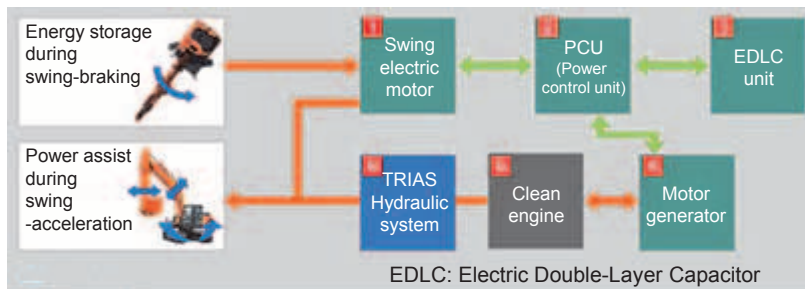 Energy storage
during
swing-braking
Swing
electric
motor
PCU
(Power
control unit)
EDLC
unit
Power assist
during
swing
-acceleration
TRIAS
Hydraulic
system
Clean
engine
Motor
generator
EDLC: Electric Double-Layer Capacitor